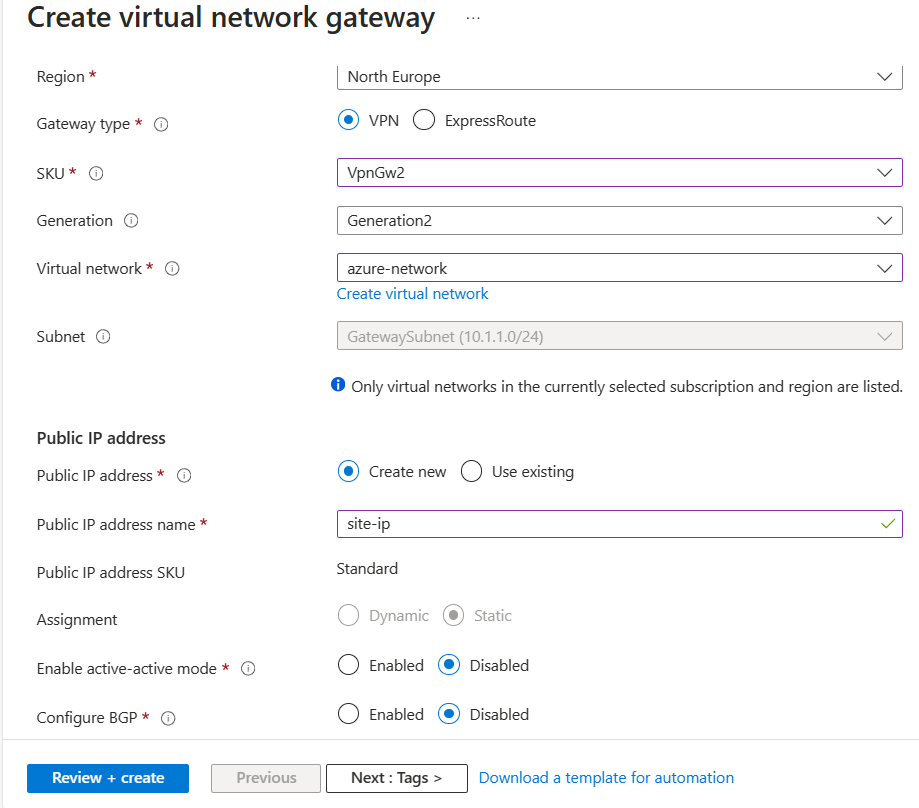 Create virtual network gateway ...
Region * North Europe
Gateway type * VPN ExpressRoute
SKU * VpnGw2
Generation Generation2
Virtual network * azure-network
Create virtual network
Subnet GatewaySubnet (10.1.1.0/24)
Only virtual networks in the currently selected subscription and region are listed.
Public IP address
Public IP address * Create new Use existing
Public IP address name * site-ip
Public IP address SKU Standard
Assignment Dynamic Static
Enable active-active mode * Enabled Disabled
Configure BGP * Enabled Disabled
Review + create Previous Next : Tags > Download a template for automation